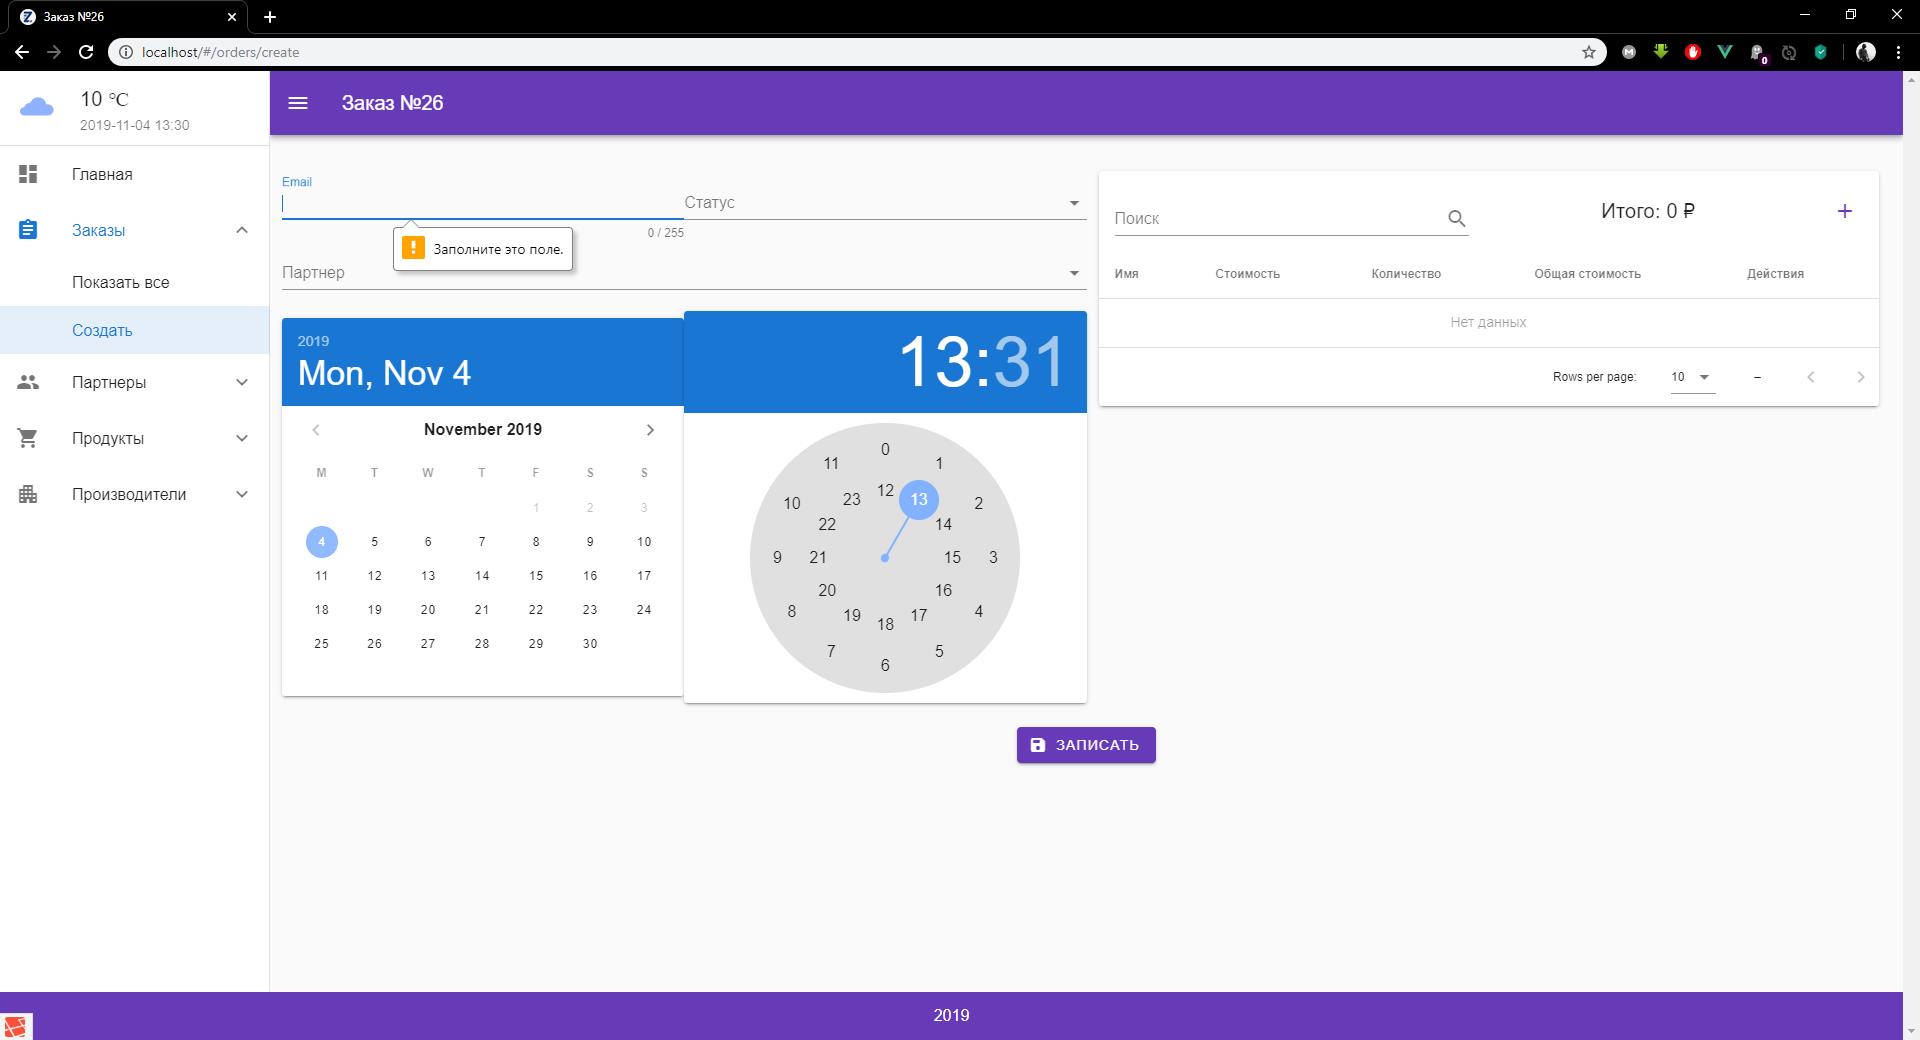 Заказ №26
localhost/#/orders/create
0
10 °C
2019-11-04 13:30
Главная
Заказы
Показать все
Создать
Партнеры
Продукты
Производители
Заказ №26
Email
Статус
0 / 255
Заполните это поле.
Партнер
2019
Mon, Nov 4
November 2019
M T W T F S S
1 2 3
4 5 6 7 8 9 10
11 12 13 14 15 16 17
18 19 20 21 22 23 24
25 26 27 28 29 30
13:31
0
11 1
12
23 13
10 2
22 14
9 21 15 3
20 16
8 4
19 17
18
7 5
6
Поиск
Итого: 0 ₽
Имя Стоимость Количество Общая стоимость Действия
Нет данных
Rows per page: 10 –
ЗАПИСАТЬ
2019